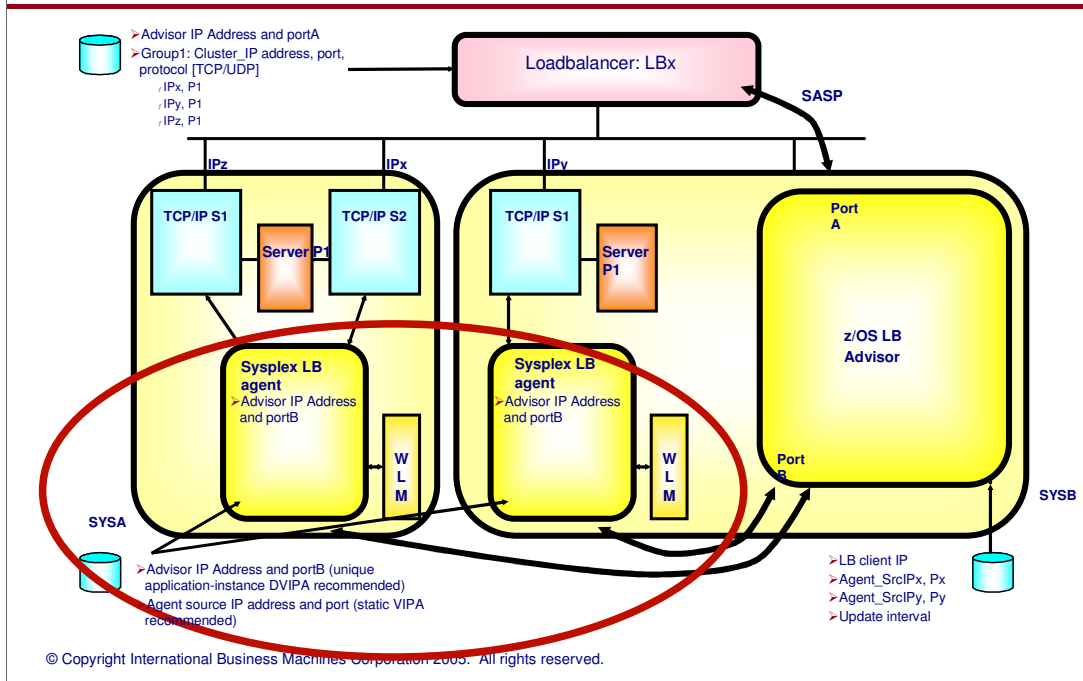 Advisor IP Address and portA
Group1: Cluster_IP address, port,
protocol [TCP/UDP]
IPx, P1
IPy, P1
IPz, P1
Loadbalancer: LBx
SASP
IPz
IPx
IPy
TCP/IP S1
Server P1
TCP/IP S2
TCP/IP S1
Server
P1
Port
A
z/OS LB
Advisor
Sysplex LB
agent
Advisor IP Address
and portB
W
L
M
Sysplex LB
agent
Advisor IP Address
and portB
W
L
M
Port
B
SYSA
SYSB
Advisor IP Address and portB (unique
application-instance DVIPA recommended)
Agent source IP address and port (static VIPA
recommended)
LB client IP
Agent_SrcIPx, Px
Agent_SrcIPy, Py
Update interval
© Copyright International Business Machines Corporation 2005. All rights reserved.